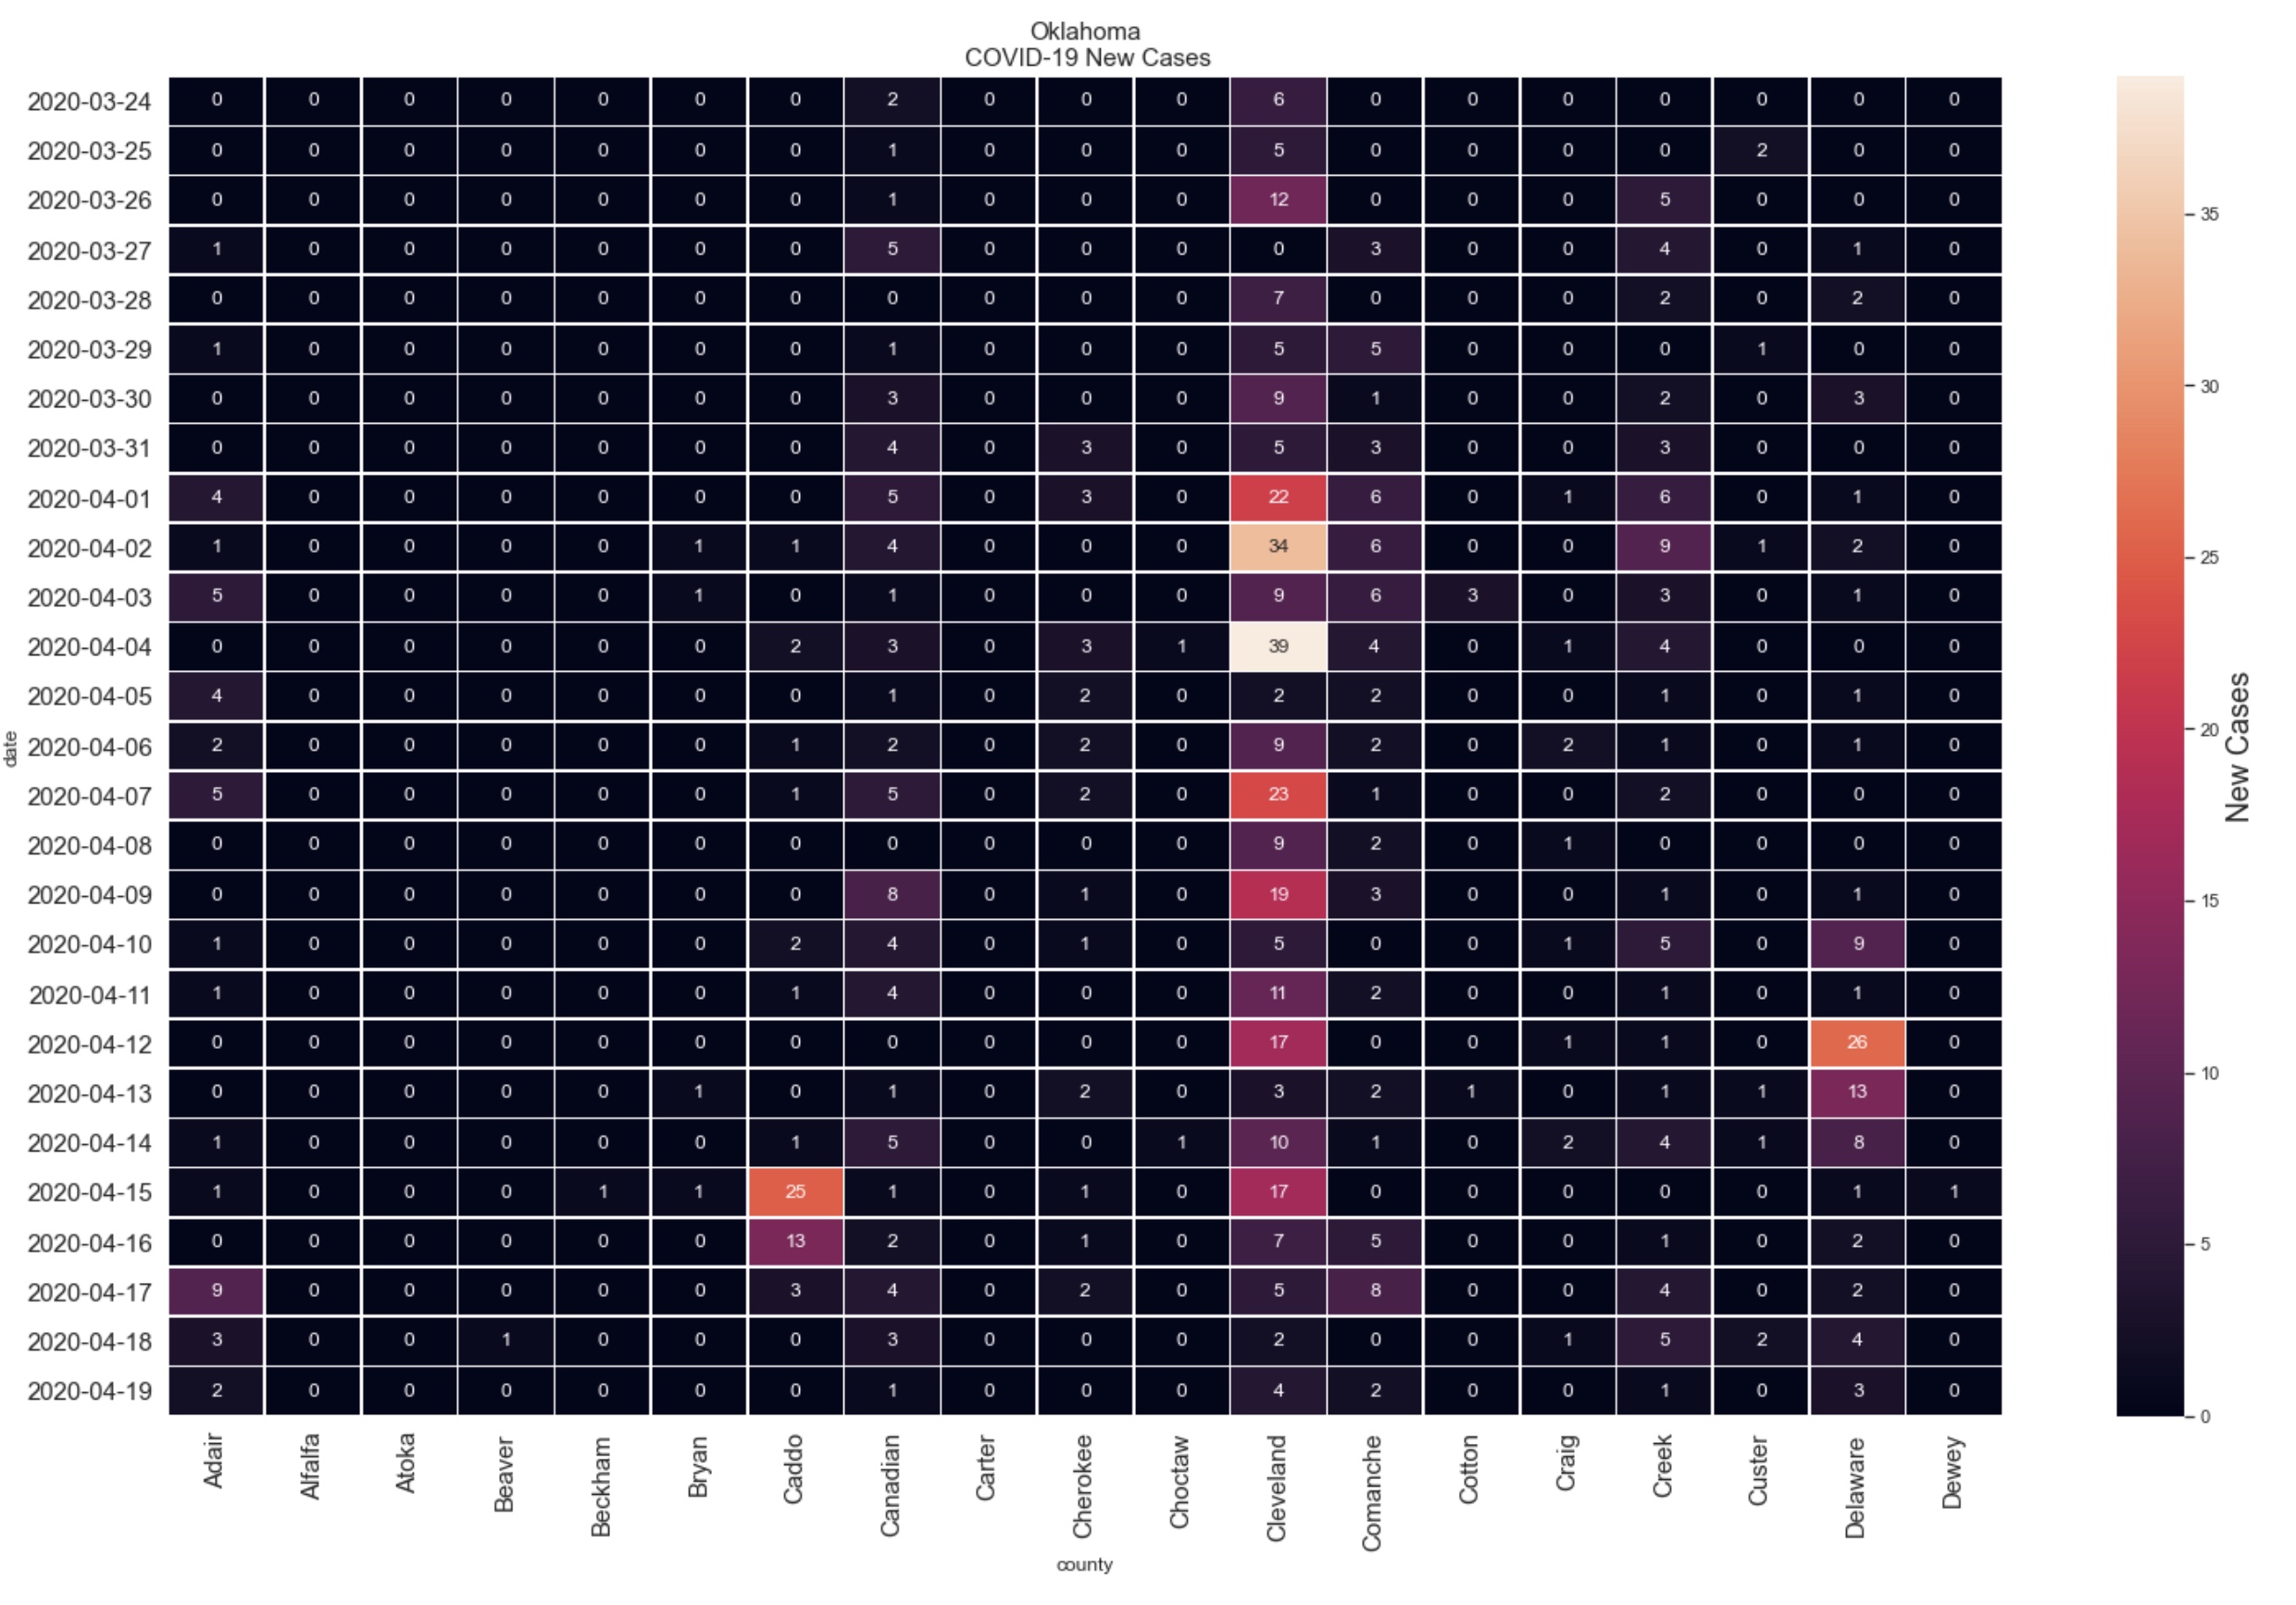 Oklahoma
COVID-19 New Cases
2020-03-24 0 0 0 0 0 0 0 2 0 0 0 6 0 0 0 0 0 0 0
2020-03-25 0 0 0 0 0 0 0 1 0 0 0 5 0 0 0 0 2 0 0
2020-03-26 0 0 0 0 0 0 0 1 0 0 0 12 0 0 0 5 0 0 0
2020-03-27 1 0 0 0 0 0 0 5 0 0 0 0 3 0 0 4 0 1 0
2020-03-28 0 0 0 0 0 0 0 0 0 0 0 7 0 0 0 2 0 2 0
2020-03-29 1 0 0 0 0 0 0 1 0 0 0 5 5 0 0 0 1 0 0
2020-03-30 0 0 0 0 0 0 0 3 0 0 0 9 1 0 0 2 0 3 0
2020-03-31 0 0 0 0 0 0 0 4 0 3 0 5 3 0 0 3 0 0 0
2020-04-01 4 0 0 0 0 0 0 5 0 3 0 22 6 0 1 6 0 1 0
2020-04-02 1 0 0 0 0 1 1 4 0 0 0 34 6 0 0 9 1 2 0
2020-04-03 5 0 0 0 0 1 0 1 0 0 0 9 6 3 0 3 0 1 0
2020-04-04 0 0 0 0 0 0 2 3 0 3 1 39 4 0 1 4 0 0 0
2020-04-05 4 0 0 0 0 0 0 1 0 2 0 2 2 0 0 1 0 1 0
2020-04-06 2 0 0 0 0 0 1 2 0 2 0 9 2 0 2 1 0 1 0
2020-04-07 5 0 0 0 0 0 1 5 0 2 0 23 1 0 0 2 0 0 0
2020-04-08 0 0 0 0 0 0 0 0 0 0 0 9 2 0 1 0 0 0 0
2020-04-09 0 0 0 0 0 0 0 8 0 1 0 19 3 0 0 1 0 1 0
2020-04-10 1 0 0 0 0 0 2 4 0 1 0 5 0 0 1 5 0 9 0
2020-04-11 1 0 0 0 0 0 1 4 0 0 0 11 2 0 0 1 0 1 0
2020-04-12 0 0 0 0 0 0 0 0 0 0 0 17 0 0 1 1 0 26 0
2020-04-13 0 0 0 0 0 1 0 1 0 2 0 3 2 1 0 1 1 13 0
2020-04-14 1 0 0 0 0 0 1 5 0 0 1 10 1 0 2 4 1 8 0
2020-04-15 1 0 0 0 1 1 25 1 0 1 0 17 0 0 0 0 0 1 1
2020-04-16 0 0 0 0 0 0 13 2 0 1 0 7 5 0 0 1 0 2 0
2020-04-17 9 0 0 0 0 0 3 4 0 2 0 5 8 0 0 4 0 2 0
2020-04-18 3 0 0 1 0 0 0 3 0 0 0 2 0 0 1 5 2 4 0
2020-04-19 2 0 0 0 0 0 0 1 0 0 0 4 2 0 0 1 0 3 0
date
Adair Alfalfa Atoka Beaver Beckham Bryan Caddo Canadian Carter Cherokee Choctaw Cleveland Comanche Cotton Craig Creek Custer Delaware Dewey
county
35
30
25
20
15
10
5
0
New Cases